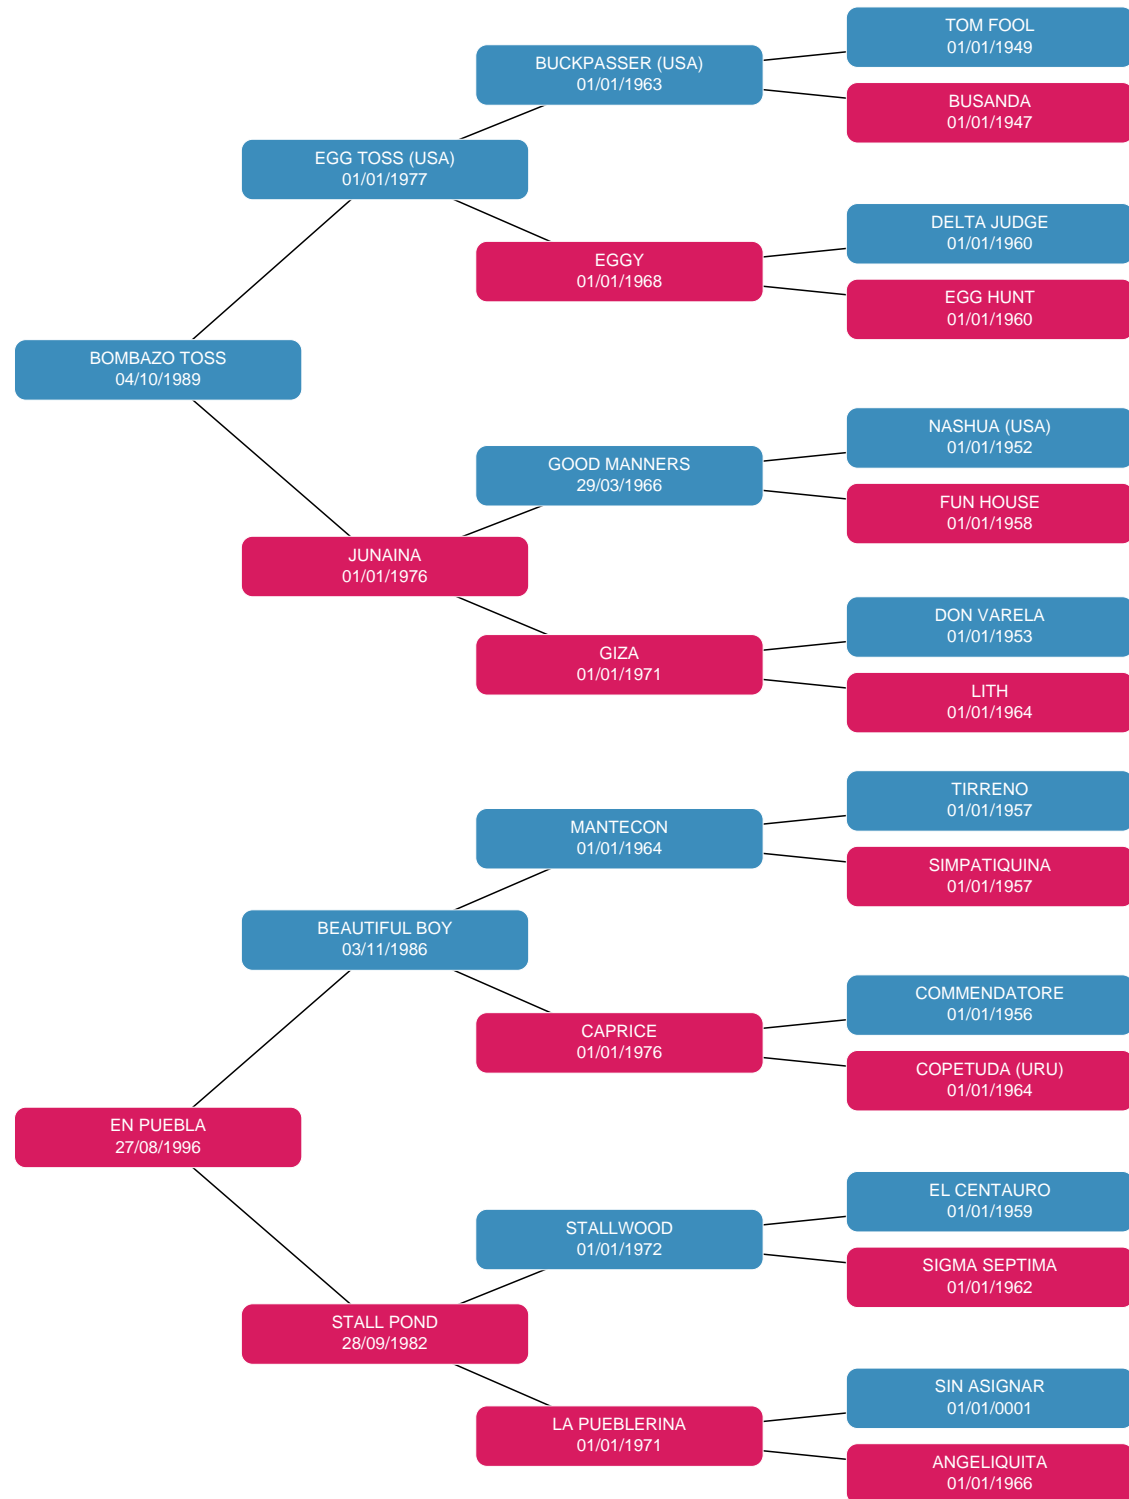 TOM FOOL
01/01/1949
BUCKPASSER (USA)
01/01/1963
BUSANDA
01/01/1947
EGG TOSS (USA)
01/01/1977
DELTA JUDGE
01/01/1960
EGGY
01/01/1968
EGG HUNT
01/01/1960
BOMBAZO TOSS
04/10/1989
NASHUA (USA)
01/01/1952
GOOD MANNERS
29/03/1966
FUN HOUSE
01/01/1958
JUNAINA
01/01/1976
DON VARELA
01/01/1953
GIZA
01/01/1971
LITH
01/01/1964
TIRRENO
01/01/1957
MANTECON
01/01/1964
SIMPATIQUINA
01/01/1957
BEAUTIFUL BOY
03/11/1986
COMMENDATORE
01/01/1956
CAPRICE
01/01/1976
COPETUDA (URU)
01/01/1964
EN PUEBLA
27/08/1996
EL CENTAURO
01/01/1959
STALLWOOD
01/01/1972
SIGMA SEPTIMA
01/01/1962
STALL POND
28/09/1982
SIN ASIGNAR
01/01/0001
LA PUEBLERINA
01/01/1971
ANGELIQUITA
01/01/1966